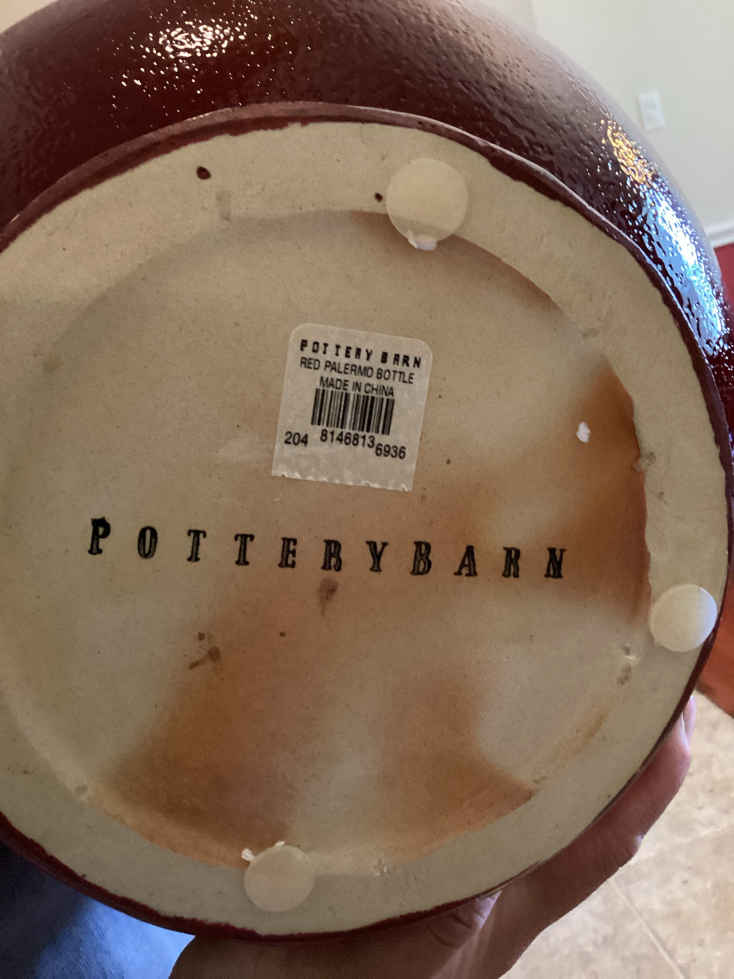 POTTERY BARN
RED PALERMO BOTTLE
MADE IN CHINA
204 8146813 6936
POTTERYBARN